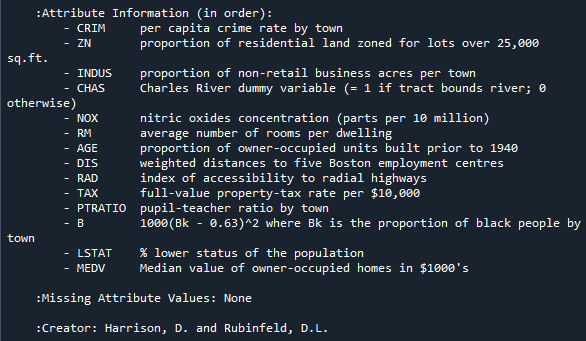 :Attribute Information (in order):
- CRIM     per capita crime rate by town
- ZN       proportion of residential land zoned for lots over 25,000
sq.ft.
- INDUS    proportion of non-retail business acres per town
- CHAS     Charles River dummy variable (= 1 if tract bounds river; 0
otherwise)
- NOX      nitric oxides concentration (parts per 10 million)
- RM       average number of rooms per dwelling
- AGE      proportion of owner-occupied units built prior to 1940
- DIS      weighted distances to five Boston employment centres
- RAD      index of accessibility to radial highways
- TAX      full-value property-tax rate per $10,000
- PTRATIO  pupil-teacher ratio by town
- B        1000(Bk - 0.63)^2 where Bk is the proportion of black people by
town
- LSTAT    % lower status of the population
- MEDV     Median value of owner-occupied homes in $1000's
:Missing Attribute Values: None
:Creator: Harrison, D. and Rubinfeld, D.L.